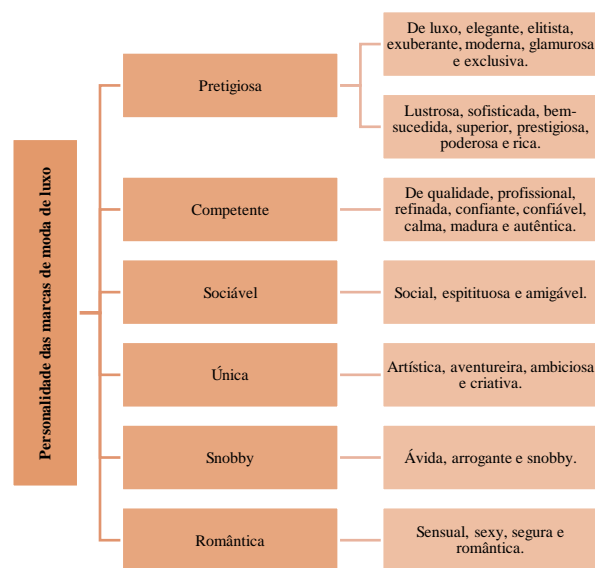 Personalidade das marcas de moda de luxo
Pretigiosa
De luxo, elegante, elitista,
exuberante, moderna, glamurosa
e exclusiva.
Lustrosa, sofisticada, bem-
sucedida, superior, prestigiosa,
poderosa e rica.
Competente
De qualidade, profissional,
refinada, confiante, confiável,
calma, madura e autêntica.
Sociável
Social, espitituosa e amigável.
Única
Artística, aventureira, ambiciosa
e criativa.
Snobby
Ávida, arrogante e snobby.
Romântica
Sensual, sexy, segura e
romântica.